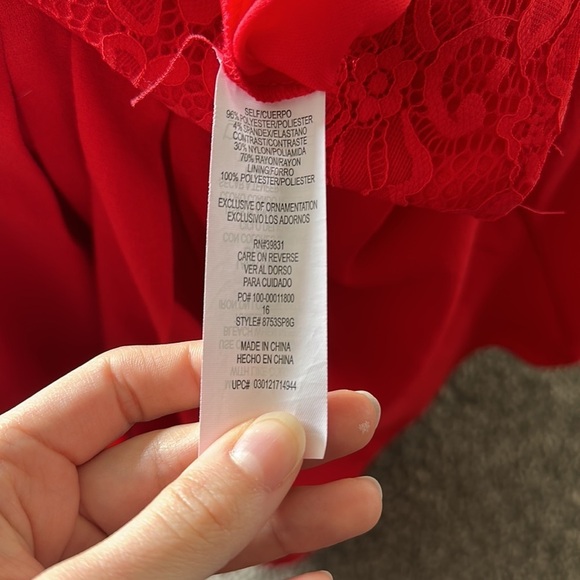 SELF/CUERPO
96% POLYESTER/POLIESTER
4% SPANDEX/ELASTANO
CONTRAST/CONTRASTE
30% NYLON/POLIAMIDA
70% RAYON/RAYON
LINING/FORRO
100% POLYESTER/POLIESTER
EXCLUSIVE OF ORNAMENTATION
EXCLUSIVO LOS ADORNOS
RN#39831
CARE ON REVERSE
VER AL DORSO
PARA CUIDADO
PO# 100-00011800
16
STYLE# 8753SP8G
MADE IN CHINA
HECHO EN CHINA
UPC# 030121714944